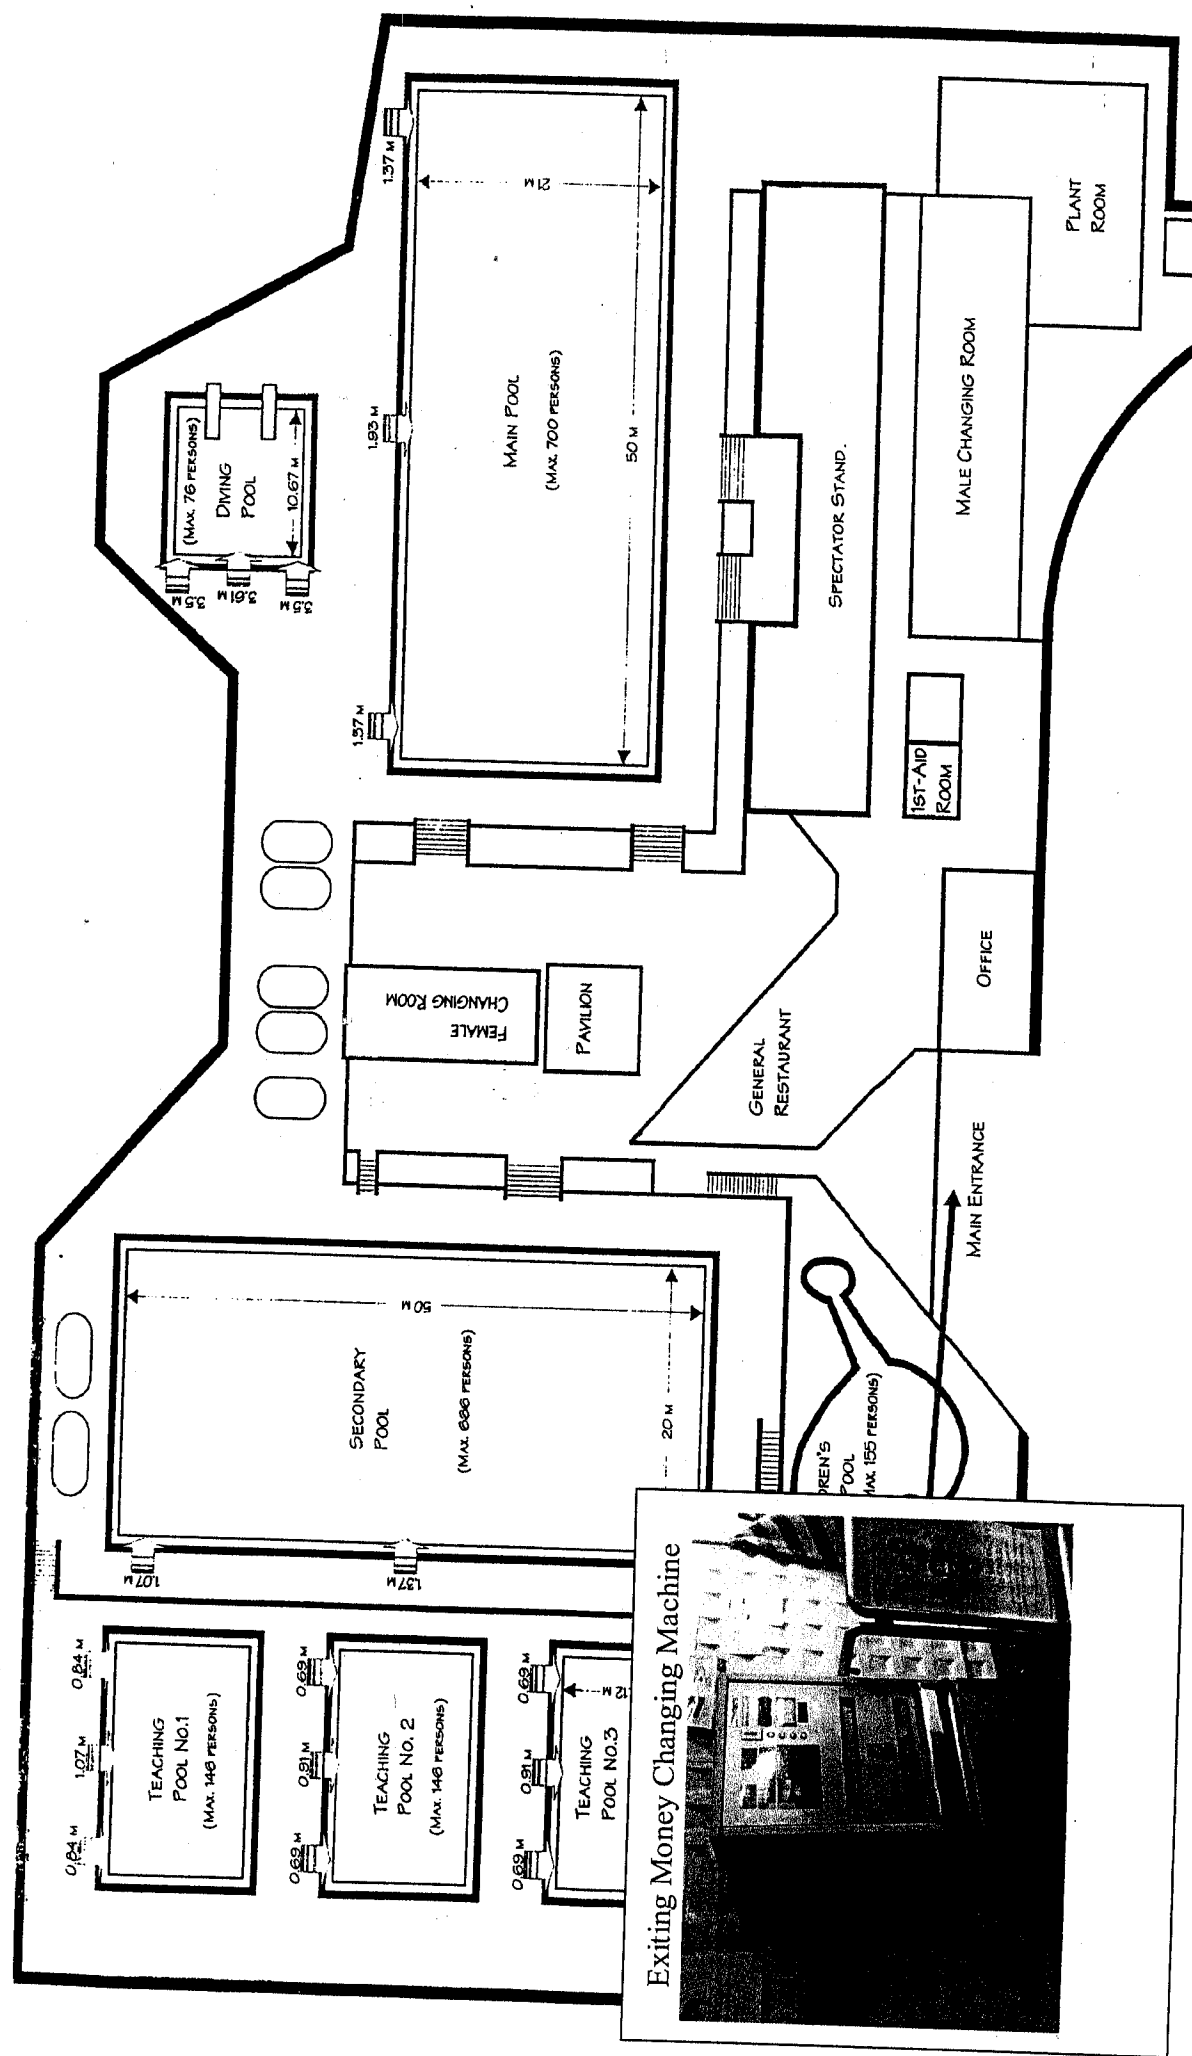 1.37 M
1.93 M
1.37 M
21 M
50 M
MAIN POOL
(MAX. 700 PERSONS)
(MAX. 76 PERSONS)
DIVING
POOL
10.67 M
3.5 M
3.61 M
3.5 M
PLANT
ROOM
MALE CHANGING ROOM
SPECTATOR STAND.
1ST-AID
ROOM
OFFICE
FEMALE
CHANGING ROOM
PAVILION
GENERAL
RESTAURANT
MAIN ENTRANCE
SECONDARY
POOL
(MAX. 686 PERSONS)
50 M
20 M
1.07 M
1.37 M
DREN'S
POOL
MAX. 155 PERSONS)
0.84 M
1.07 M
0.84 M
TEACHING
POOL NO.1
(MAX. 146 PERSONS)
0.69 M
0.91 M
0.69 M
TEACHING
POOL NO. 2
(MAX. 146 PERSONS)
0.69 M
0.91 M
0.69 M
12 M
TEACHING
POOL NO.3
Exiting Money Changing Machine